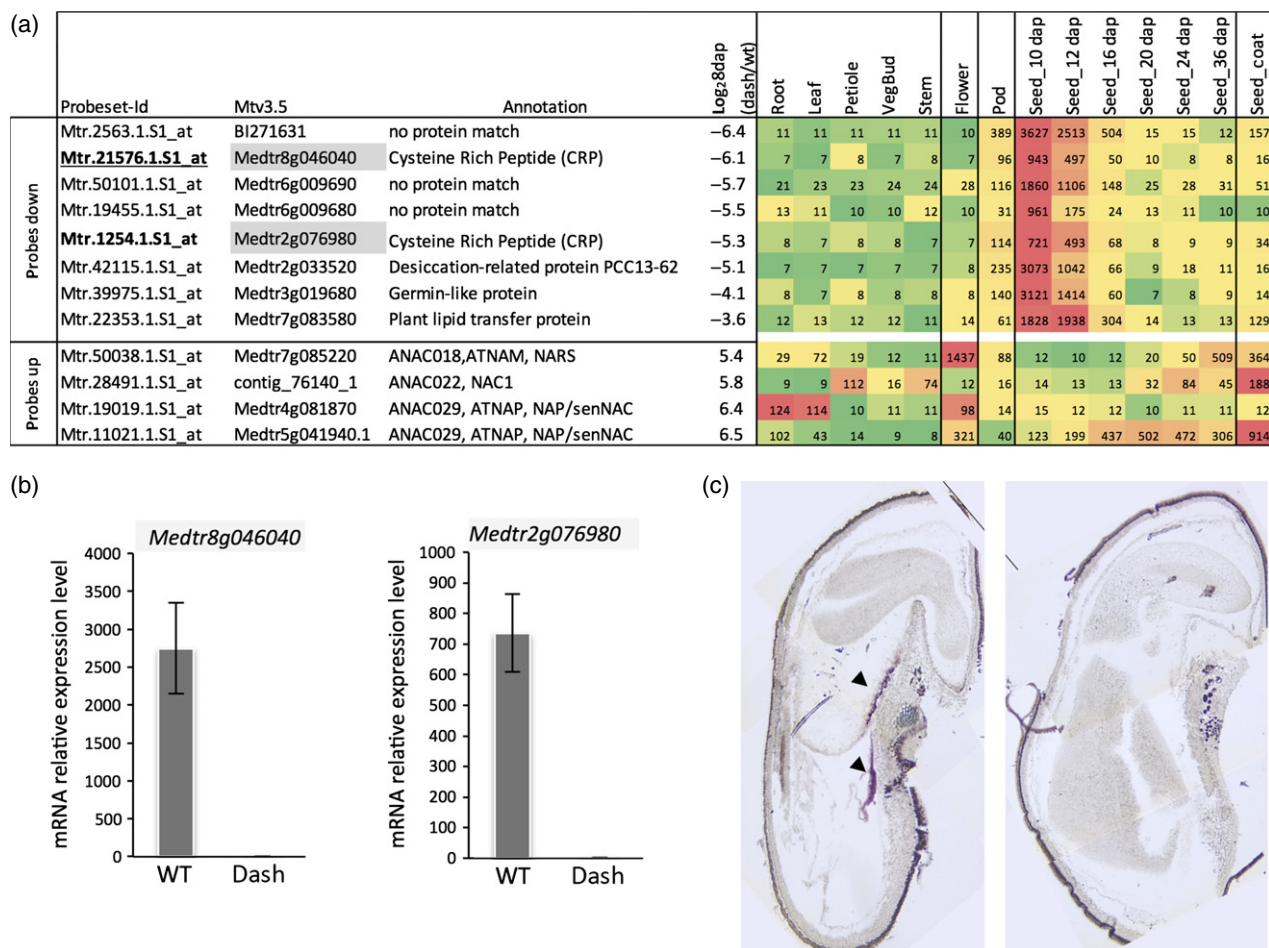 (a)
Probeset-Id Mtv3.5 Annotation Log₂8dap (dash/wt) Root Leaf Petiole VegBud Stem Flower Pod Seed_10 dap Seed_12 dap Seed_16 dap Seed_20 dap Seed_24 dap Seed_36 dap Seed_coat
Probes down
Mtr.2563.1.S1_at BI271631 no protein match −6.4 11 11 11 11 11 10 389 3627 2513 504 15 15 12 157
Mtr.21576.1.S1_at Medtr8g046040 Cysteine Rich Peptide (CRP) −6.1 7 7 8 7 8 7 96 943 497 50 10 8 8 16
Mtr.50101.1.S1_at Medtr6g009690 no protein match −5.7 21 23 23 24 24 28 116 1860 1106 148 25 28 31 51
Mtr.19455.1.S1_at Medtr6g009680 no protein match −5.5 13 11 10 10 12 10 31 961 175 24 13 11 10 10
Mtr.1254.1.S1_at Medtr2g076980 Cysteine Rich Peptide (CRP) −5.3 8 7 8 8 7 7 114 721 493 68 8 9 9 34
Mtr.42115.1.S1_at Medtr2g033520 Desiccation-related protein PCC13-62 −5.1 7 7 7 7 7 8 235 3073 1042 66 9 18 11 16
Mtr.39975.1.S1_at Medtr3g019680 Germin-like protein −4.1 8 7 8 8 8 8 140 3121 1414 60 7 8 9 14
Mtr.22353.1.S1_at Medtr7g083580 Plant lipid transfer protein −3.6 12 13 12 12 11 14 61 1828 1938 304 14 13 13 129
Probes up
Mtr.50038.1.S1_at Medtr7g085220 ANAC018,ATNAM, NARS 5.4 29 72 19 12 11 1437 88 12 10 12 20 50 509 364
Mtr.28491.1.S1_at contig_76140_1 ANAC022, NAC1 5.8 9 9 112 16 74 12 16 14 13 13 32 84 45 188
Mtr.19019.1.S1_at Medtr4g081870 ANAC029, ATNAP, NAP/senNAC 6.4 124 114 10 11 11 98 14 15 12 12 10 11 11 12
Mtr.11021.1.S1_at Medtr5g041940.1 ANAC029, ATNAP, NAP/senNAC 6.5 102 43 14 9 8 321 40 123 199 437 502 472 306 914
(b)
Medtr8g046040
mRNA relative expression level
4000
3500
3000
2500
2000
1500
1000
500
0
WT Dash
Medtr2g076980
mRNA relative expression level
1000
900
800
700
600
500
400
300
200
100
0
WT Dash
(c)